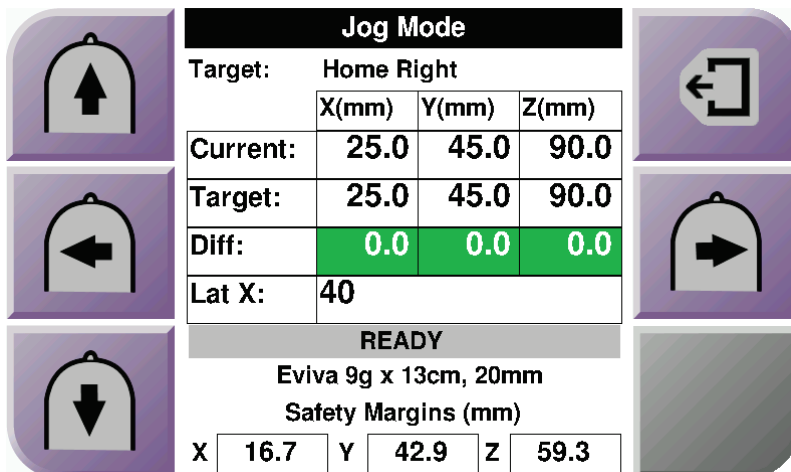 Jog Mode
Target: Home Right
X(mm) Y(mm) Z(mm)
Current: 25.0 45.0 90.0
Target: 25.0 45.0 90.0
Diff: 0.0 0.0 0.0
Lat X: 40
READY
Eviva 9g x 13cm, 20mm
Safety Margins (mm)
X 16.7 Y 42.9 Z 59.3